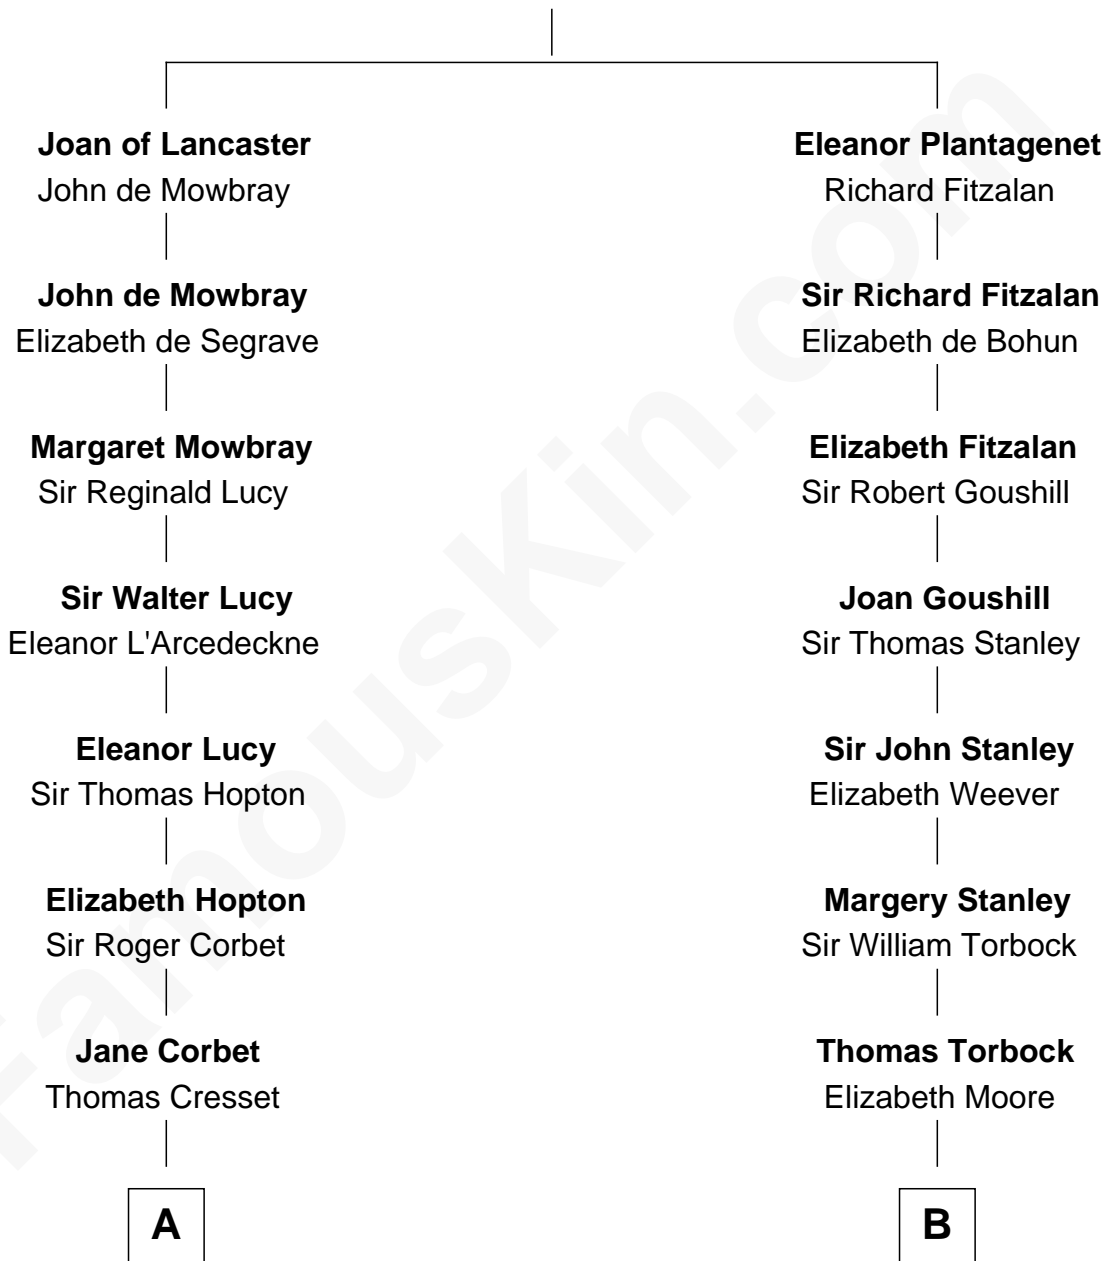 Joan of Lancaster
John de Mowbray
Eleanor Plantagenet
Richard Fitzalan
John de Mowbray
Elizabeth de Segrave
Sir Richard Fitzalan
Elizabeth de Bohun
Margaret Mowbray
Sir Reginald Lucy
Elizabeth Fitzalan
Sir Robert Goushill
Sir Walter Lucy
Eleanor L'Arcedeckne
Joan Goushill
Sir Thomas Stanley
Eleanor Lucy
Sir Thomas Hopton
Sir John Stanley
Elizabeth Weever
Elizabeth Hopton
Sir Roger Corbet
Margery Stanley
Sir William Torbock
Jane Corbet
Thomas Cresset
Thomas Torbock
Elizabeth Moore
A
B
FamousKin.com